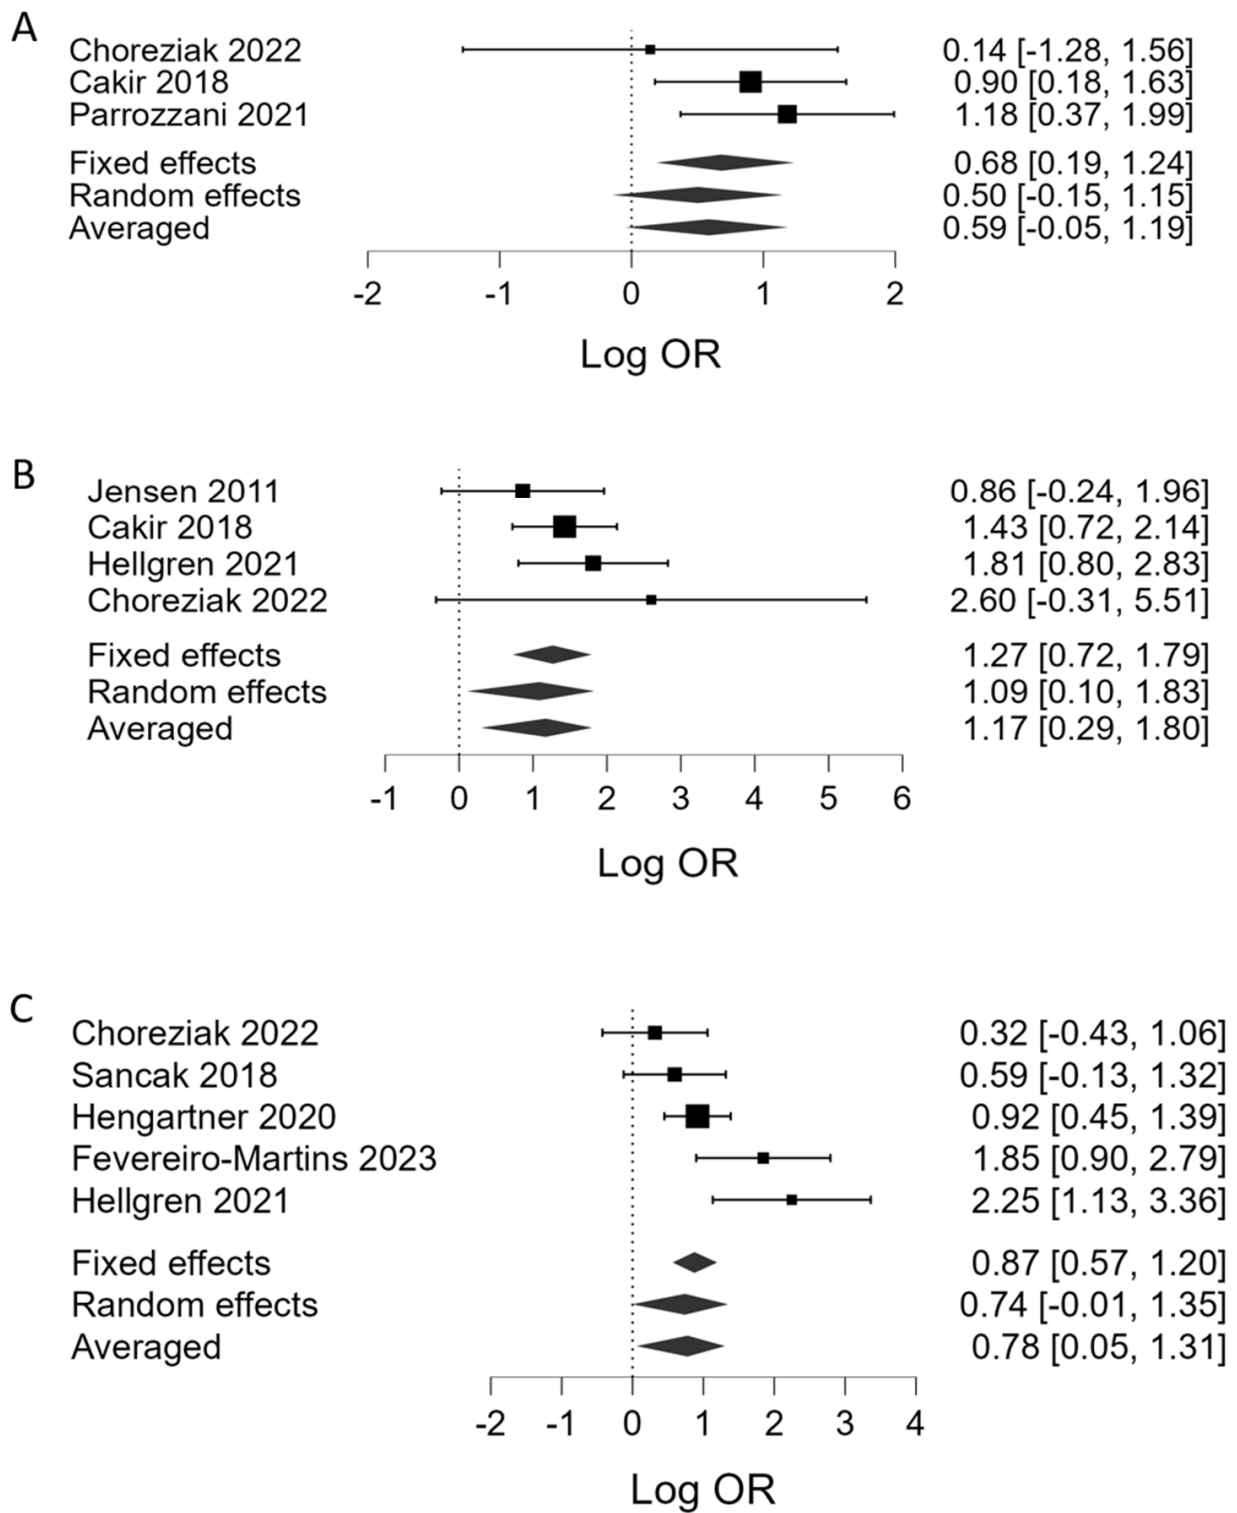 A
Choreziak 2022 0.14 [-1.28, 1.56]
Cakir 2018 0.90 [0.18, 1.63]
Parrozzani 2021 1.18 [0.37, 1.99]
Fixed effects 0.68 [0.19, 1.24]
Random effects 0.50 [-0.15, 1.15]
Averaged 0.59 [-0.05, 1.19]
-2 -1 0 1 2
Log OR
B
Jensen 2011 0.86 [-0.24, 1.96]
Cakir 2018 1.43 [0.72, 2.14]
Hellgren 2021 1.81 [0.80, 2.83]
Choreziak 2022 2.60 [-0.31, 5.51]
Fixed effects 1.27 [0.72, 1.79]
Random effects 1.09 [0.10, 1.83]
Averaged 1.17 [0.29, 1.80]
-1 0 1 2 3 4 5 6
Log OR
C
Choreziak 2022 0.32 [-0.43, 1.06]
Sancak 2018 0.59 [-0.13, 1.32]
Hengartner 2020 0.92 [0.45, 1.39]
Fevereiro-Martins 2023 1.85 [0.90, 2.79]
Hellgren 2021 2.25 [1.13, 3.36]
Fixed effects 0.87 [0.57, 1.20]
Random effects 0.74 [-0.01, 1.35]
Averaged 0.78 [0.05, 1.31]
-2 -1 0 1 2 3 4
Log OR